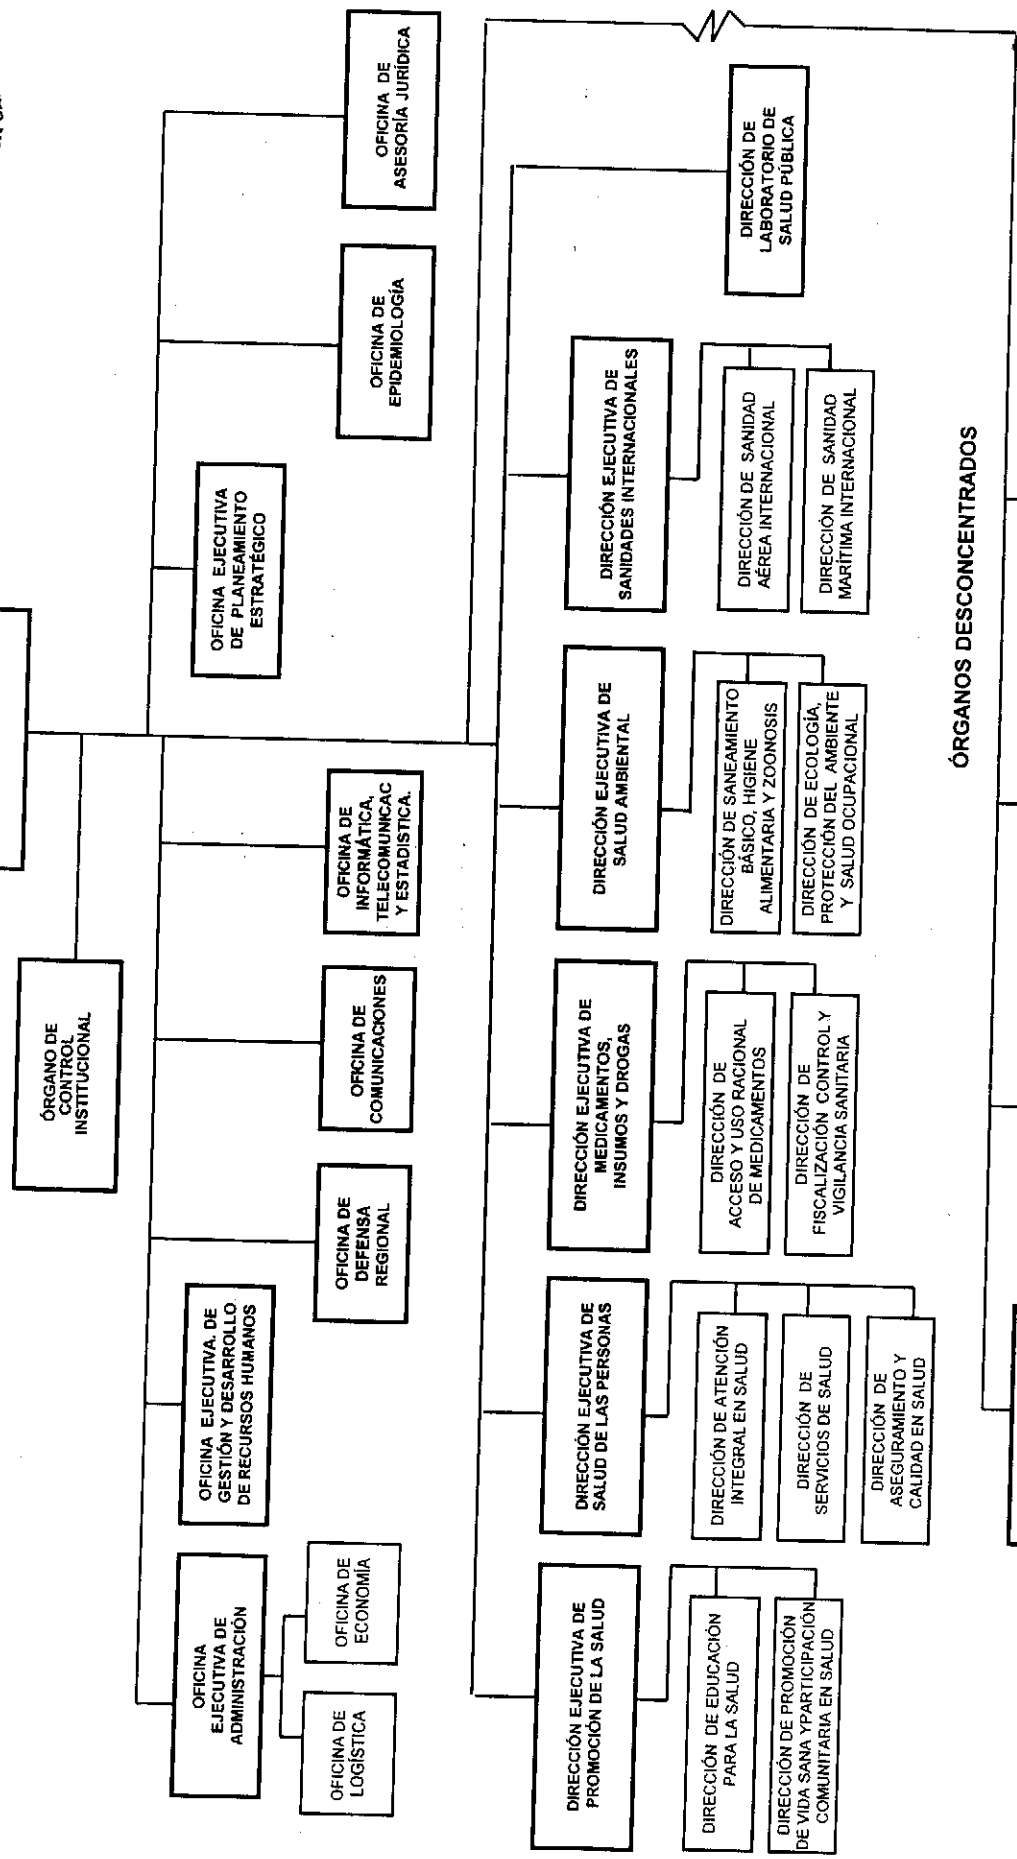 ÓRGANO DE
CONTROL
INSTITUCIONAL
OFICINA EJECUTIVA
DE PLANEAMIENTO
ESTRATÉGICO
OFICINA
EJECUTIVA DE
ADMINISTRACIÓN
OFICINA EJECUTIVA. DE
GESTIÓN Y DESARROLLO
DE RECURSOS HUMANOS
OFICINA DE
LOGÍSTICA
OFICINA DE
ECONOMÍA
OFICINA DE
DEFENSA
REGIONAL
OFICINA DE
COMUNICACIONES
OFICINA DE
INFORMÁTICA,
TELECOMUNICAC
Y ESTADISTICA.
OFICINA DE
EPIDEMIOLOGÍA
OFICINA DE
ASESORÍA JURÍDICA
DIRECCIÓN EJECUTIVA DE
PROMOCIÓN DE LA SALUD
DIRECCIÓN EJECUTIVA DE
SALUD DE LAS PERSONAS
DIRECCIÓN EJECUTIVA DE
MEDICAMENTOS,
INSUMOS Y DROGAS
DIRECCIÓN EJECUTIVA DE
SALUD AMBIENTAL
DIRECCIÓN EJECUTIVA DE
SANIDADES INTERNACIONALES
DIRECCIÓN DE
LABORATORIO DE
SALUD PÚBLICA
DIRECCIÓN DE EDUCACIÓN
PARA LA SALUD
DIRECCIÓN DE PROMOCIÓN
DE VIDA SANA YPARTICIPACIÓN
COMUNITARIA EN SALUD
DIRECCIÓN DE ATENCIÓN
INTEGRAL EN SALUD
DIRECCIÓN DE
SERVICIOS DE SALUD
DIRECCIÓN DE
ASEGURAMIENTO Y
CALIDAD EN SALUD
DIRECCIÓN DE
ACCESO Y USO RACIONAL
DE MEDICAMENTOS
DIRECCIÓN DE
FISCALIZACIÓN CONTROL Y
VIGILANCIA SANITARIA
DIRECCIÓN DE SANEAMIENTO
BÁSICO, HIGIENE
ALIMENTARIA Y ZOONOSIS
DIRECCIÓN DE ECOLOGÍA,
PROTECCIÓN DEL AMBIENTE
Y SALUD OCUPACIONAL
DIRECCIÓN DE SANIDAD
AÉREA INTERNACIONAL
DIRECCIÓN DE SANIDAD
MARÍTIMA INTERNACIONAL
ÓRGANOS DESCONCENTRADOS